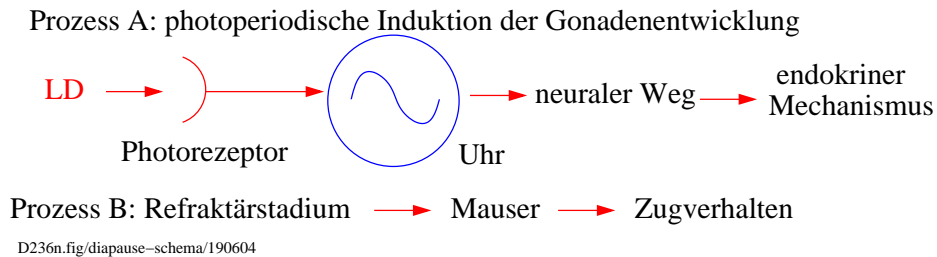 Prozess A: photoperiodische Induktion der Gonadenentwicklung
LD
Photorezeptor
Uhr
neuraler Weg
endokriner
Mechanismus
Prozess B: Refraktärstadium
Mauser
Zugverhalten
D236n.fig/diapause−schema/190604